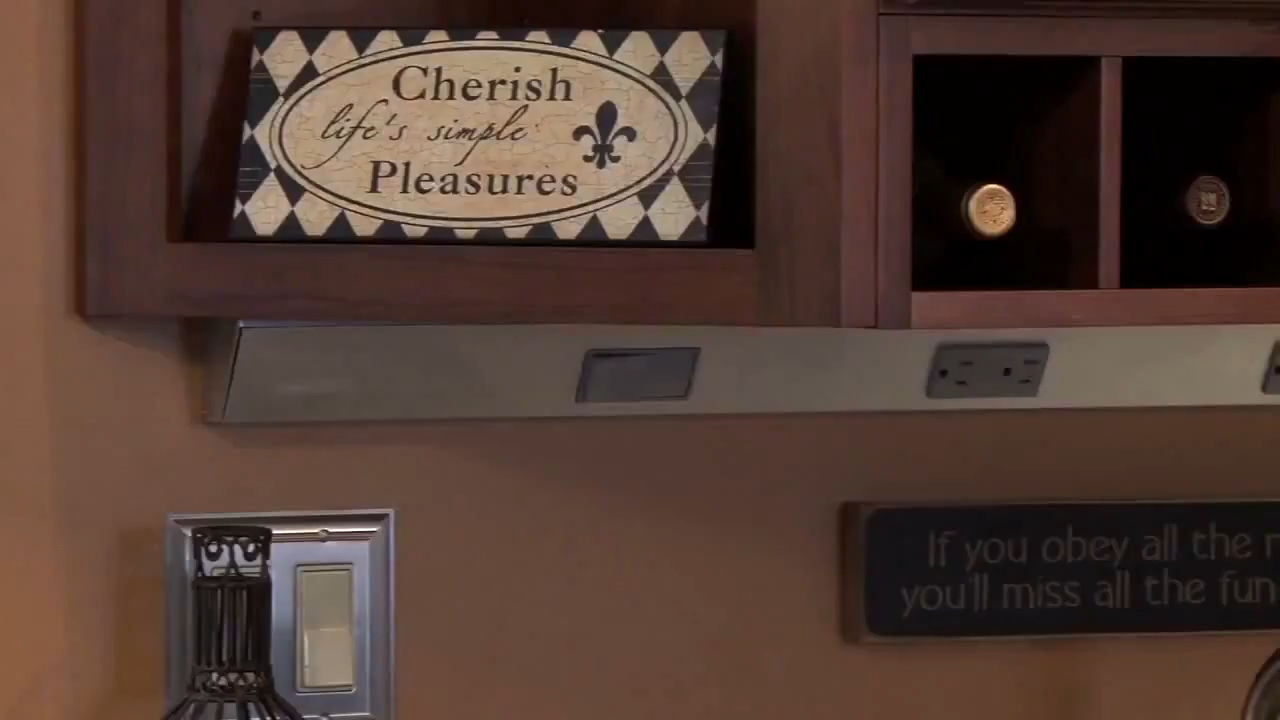 Cherish
life's simple
Pleasures
If you obey all the
you'll miss all the fun